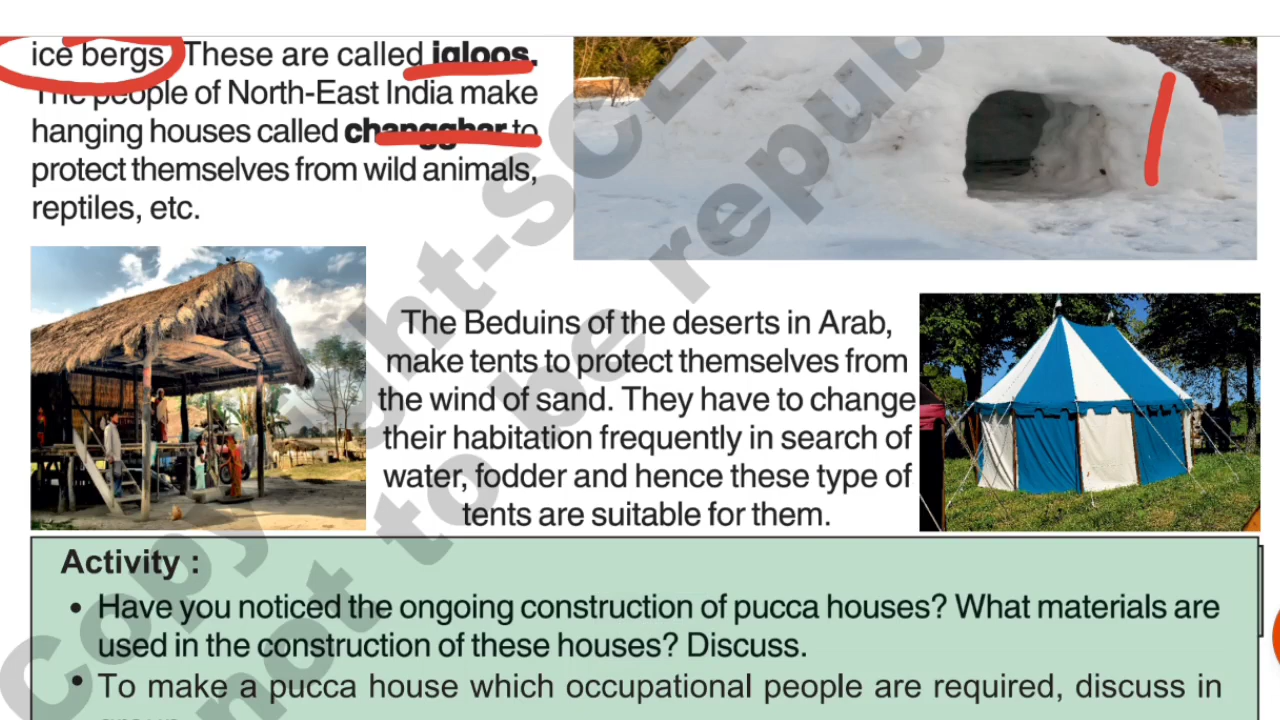 ice bergs. These are called igloos.
The people of North-East India make
hanging houses called changghar to
protect themselves from wild animals,
reptiles, etc.
The Beduins of the deserts in Arab,
make tents to protect themselves from
the wind of sand. They have to change
their habitation frequently in search of
water, fodder and hence these type of
tents are suitable for them.
Activity :
• Have you noticed the ongoing construction of pucca houses? What materials are
used in the construction of these houses? Discuss.
• To make a pucca house which occupational people are required, discuss in